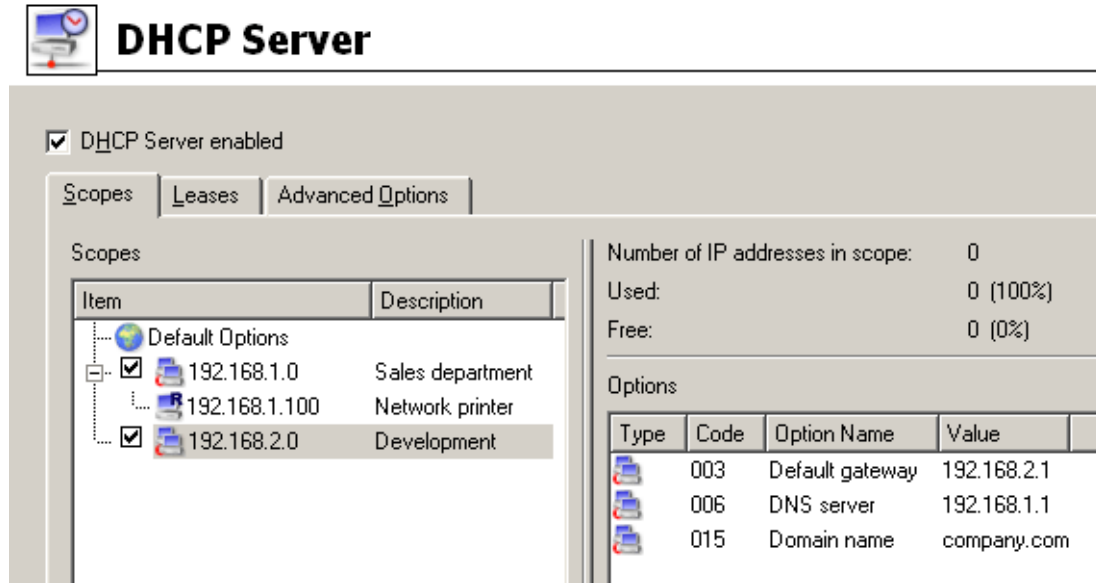 DHCP Server
DHCP Server enabled
Scopes Leases Advanced Options
Scopes
Item Description
Default Options
192.168.1.0 Sales department
192.168.1.100 Network printer
192.168.2.0 Development
Number of IP addresses in scope: 0
Used: 0 (100%)
Free: 0 (0%)
Options
Type Code Option Name Value
003 Default gateway 192.168.2.1
006 DNS server 192.168.1.1
015 Domain name company.com